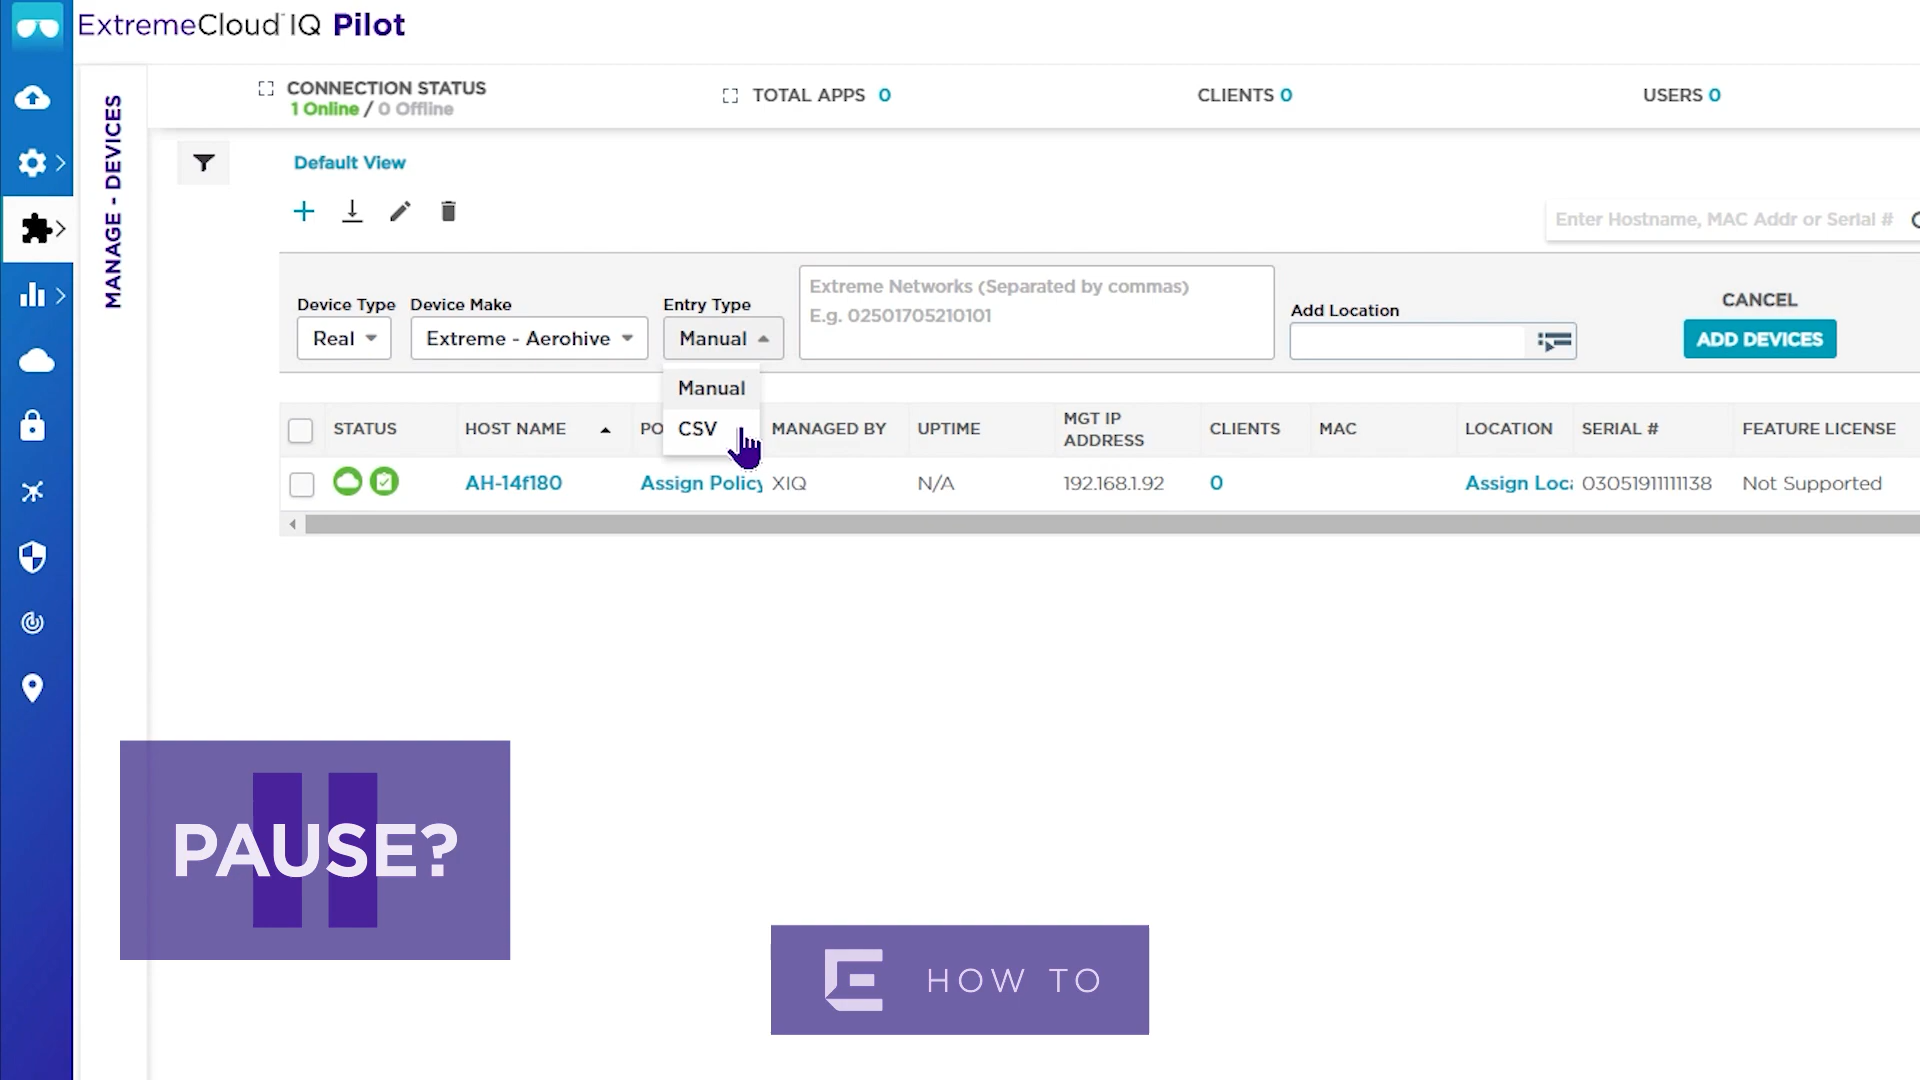 ExtremeCloud™ IQ Pilot
MANAGE - DEVICES
CONNECTION STATUS
1 Online / 0 Offline
TOTAL APPS 0
CLIENTS 0
USERS 0
Default View
Enter Hostname, MAC Addr or Serial #
Device Type
Real
Device Make
Extreme - Aerohive
Entry Type
Manual
Extreme Networks (Separated by commas)
E.g. 02501705210101
Add Location
CANCEL
ADD DEVICES
Manual
CSV
STATUS HOST NAME PO MANAGED BY UPTIME MGT IP ADDRESS CLIENTS MAC LOCATION SERIAL # FEATURE LICENSE
AH-14f180 Assign Policy XIQ N/A 192.168.1.92 0 Assign Loca 03051911111138 Not Supported
PAUSE?
HOW TO